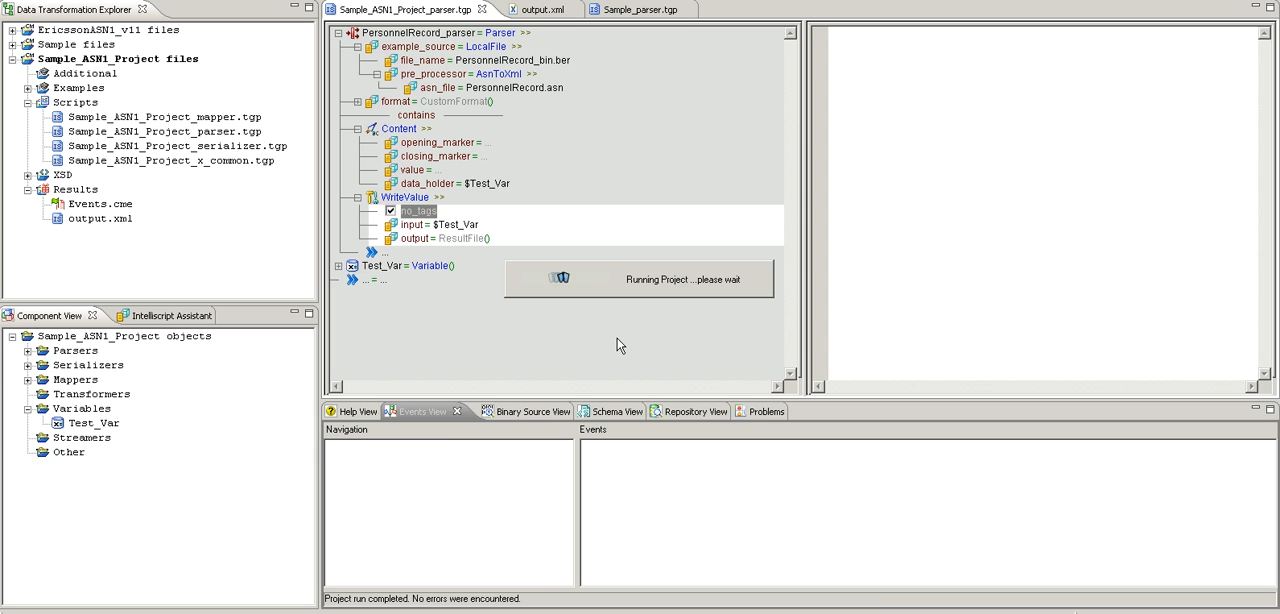 Data Transformation Explorer
EricssonASN1_v11 files
Sample files
Sample_ASN1_Project files
Additional
Examples
Scripts
Sample_ASN1_Project_mapper.tgp
Sample_ASN1_Project_parser.tgp
Sample_ASN1_Project_serializer.tgp
Sample_ASN1_Project_x_common.tgp
XSD
Results
Events.cme
output.xml
Component View Intelliscript Assistant
Sample_ASN1_Project objects
Parsers
Serializers
Mappers
Transformers
Variables
Test_Var
Streamers
Other
Sample_ASN1_Project_parser.tgp output.xml Sample_parser.tgp
PersonnelRecord_parser = Parser >>
example_source = LocalFile >>
file_name = PersonnelRecord_bin.ber
pre_processor = AsnToXml >>
asn_file = PersonnelRecord.asn
format = CustomFormat()
contains
Content >>
opening_marker = ...
closing_marker = ...
value = ...
data_holder = $Test_Var
WriteValue >>
no_tags
input = $Test_Var
output = ResultFile()
...
Test_Var = Variable()
... = ...
Running Project ...please wait
Help View Events View Binary Source View Schema View Repository View Problems
Navigation Events
Project run completed. No errors were encountered.